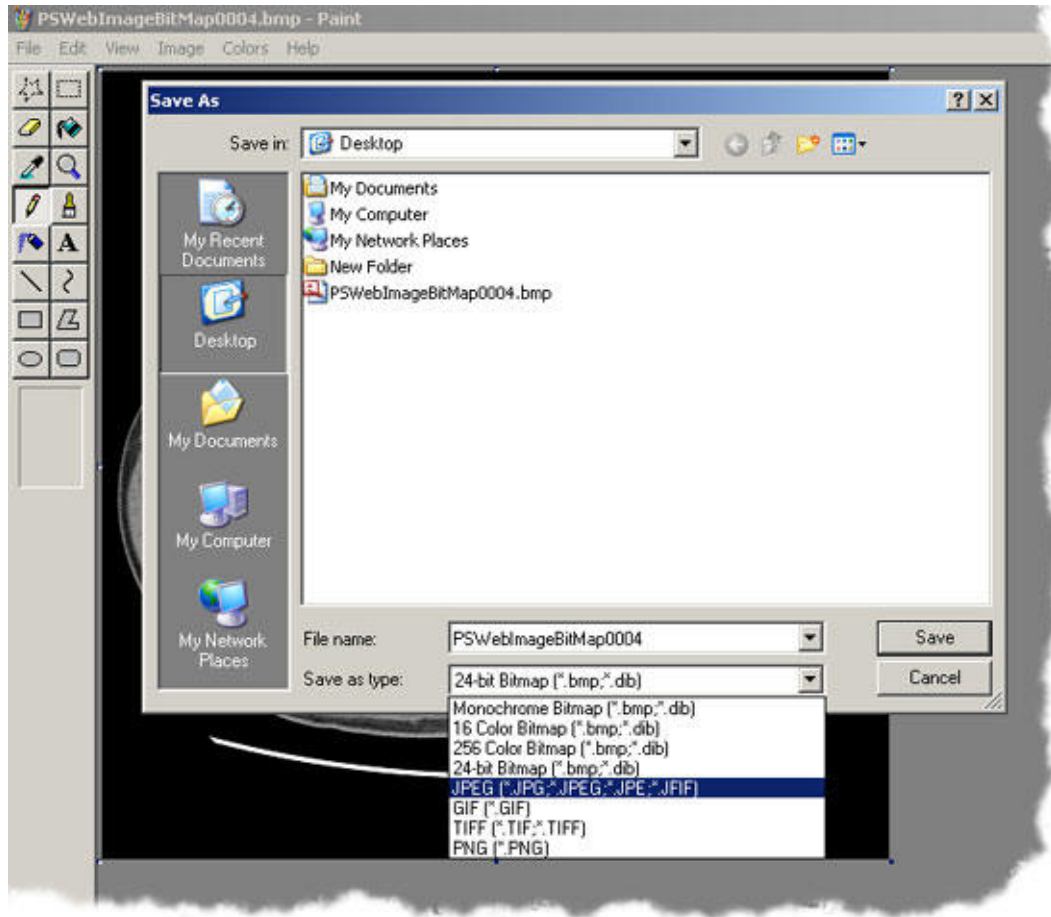 PSWebImageBitMap0004.bmp - Paint
File Edit View Image Colors Help
Save As
Save in: Desktop
My Recent
Documents
Desktop
My Documents
My Computer
My Network
Places
My Documents
My Computer
My Network Places
New Folder
PSWebImageBitMap0004.bmp
File name: PSWebImageBitMap0004 Save
Save as type: 24-bit Bitmap (*.bmp;*.dib) Cancel
Monochrome Bitmap (*.bmp;*.dib)
16 Color Bitmap (*.bmp;*.dib)
256 Color Bitmap (*.bmp;*.dib)
24-bit Bitmap (*.bmp;*.dib)
JPEG (*.JPG;*.JPEG;*.JPE;*.JFIF)
GIF (*.GIF)
TIFF (*.TIF;*.TIFF)
PNG (*.PNG)